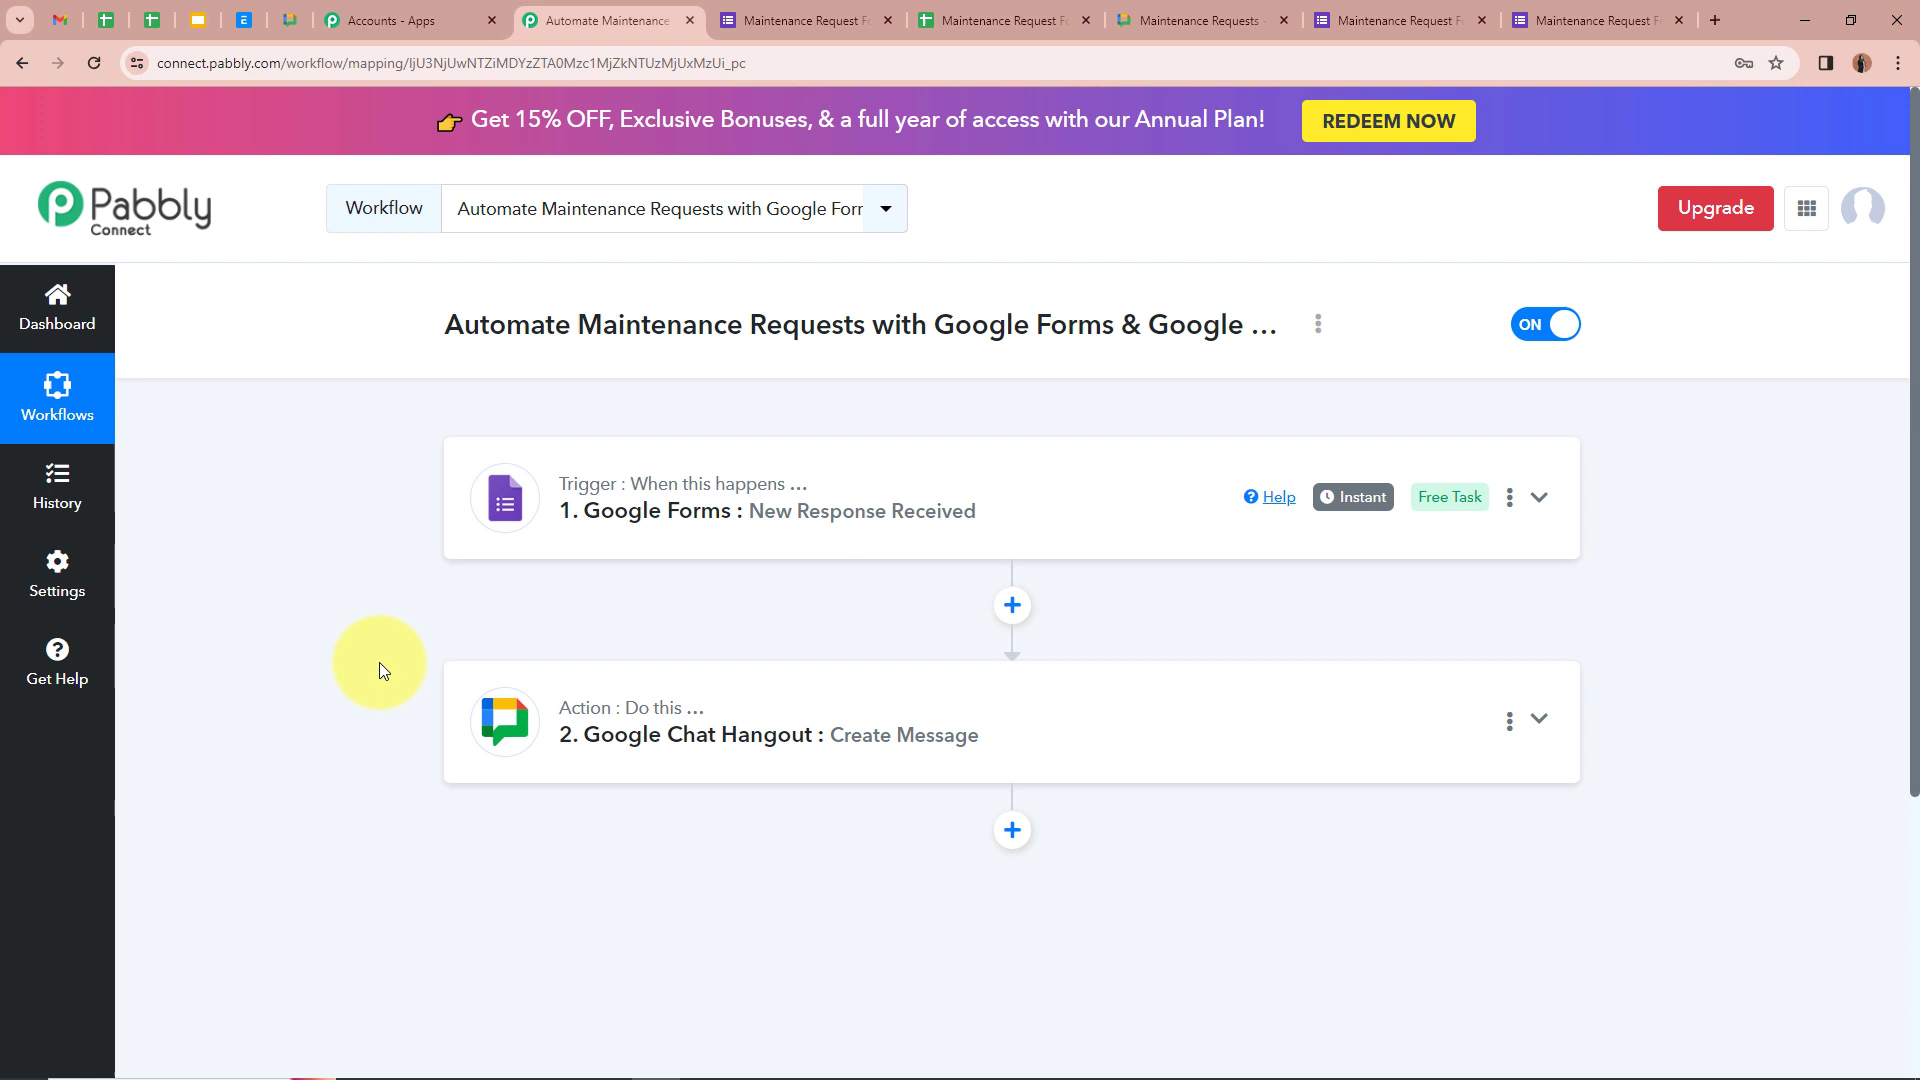 Accounts - Apps
Automate Maintenance
Maintenance Request F
Maintenance Request F
Maintenance Requests -
Maintenance Request F
Maintenance Request F
connect.pabbly.com/workflow/mapping/
Get 15% OFF, Exclusive Bonuses, & a full year of access with our Annual Plan!
REDEEM NOW
Pabbly
Connect
Workflow
Automate Maintenance Requests with Google For
Upgrade
Dashboard
Workflows
History
Settings
Get Help
Automate Maintenance Requests with Google Forms & Google ...
ON
Trigger : When this happens ...
1. Google Forms : New Response Received
Help
Instant
Free Task
Action : Do this ...
2. Google Chat Hangout : Create Message